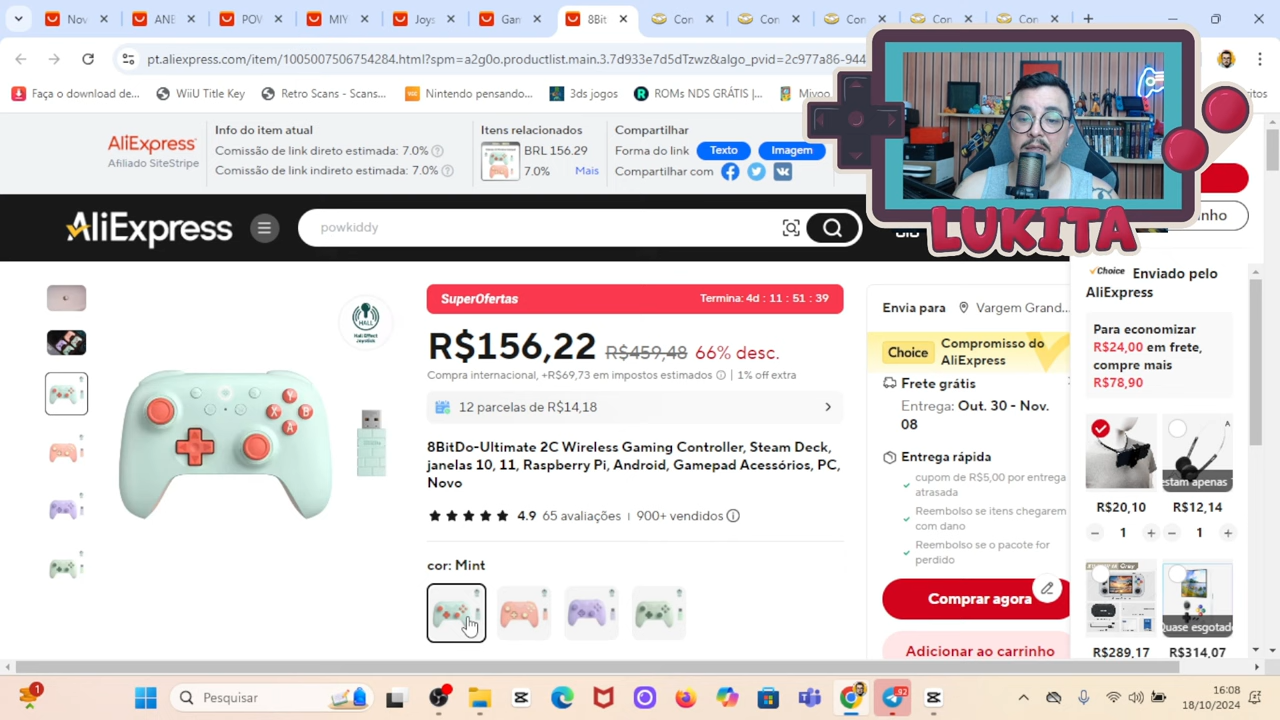 Nov
ANE
POV
MIY
Joys
Gan
8Bit
Con
Con
Con
Con
Con
pt.aliexpress.com/item/1005007506754284.html?spm=a2g0o.productlist.main.3.7d933e7d5dTzwz&algo_pvid=2c977a86-944
Faça o download de...
WiiU Title Key
Retro Scans - Scans...
Nintendo pensando...
3ds jogos
ROMs NDS GRÁTIS |...
Miyoo
AliExpress
Afiliado SiteStripe
Info do item atual
Comissão de link direto estimada: 7.0%
Comissão de link indireto estimada: 7.0%
Itens relacionados
BRL 156.29
7.0%
Mais
Compartilhar
Forma do link
Texto
Imagem
Compartilhar com
LUKITA
AliExpress
powkiddy
HALL
Hall Effect
Joysticks
SuperOfertas
Termina: 4d : 11 : 51 : 39
R$156,22 R$459,48 66% desc.
Compra internacional, +R$69,73 em impostos estimados | 1% off extra
12 parcelas de R$14,18
8BitDo-Ultimate 2C Wireless Gaming Controller, Steam Deck,
janelas 10, 11, Raspberry Pi, Android, Gamepad Acessórios, PC,
Novo
4.9 65 avaliações | 900+ vendidos
cor: Mint
Y
X
B
A
Envia para
Vargem Grand...
Choice
Compromisso do
AliExpress
Frete grátis
Entrega: Out. 30 - Nov.
08
Entrega rápida
cupom de R$5,00 por entrega
atrasada
Reembolso se itens chegarem
com dano
Reembolso se o pacote for
perdido
Comprar agora
Adicionar ao carrinho
Choice Enviado pelo
AliExpress
Para economizar
R$24,00 em frete,
compre mais
R$78,90
estam apenas
R$20,10
R$12,14
1
1
Quase esgotado
R$289,17
R$314,07
1
Pesquisar
92
16:08
18/10/2024